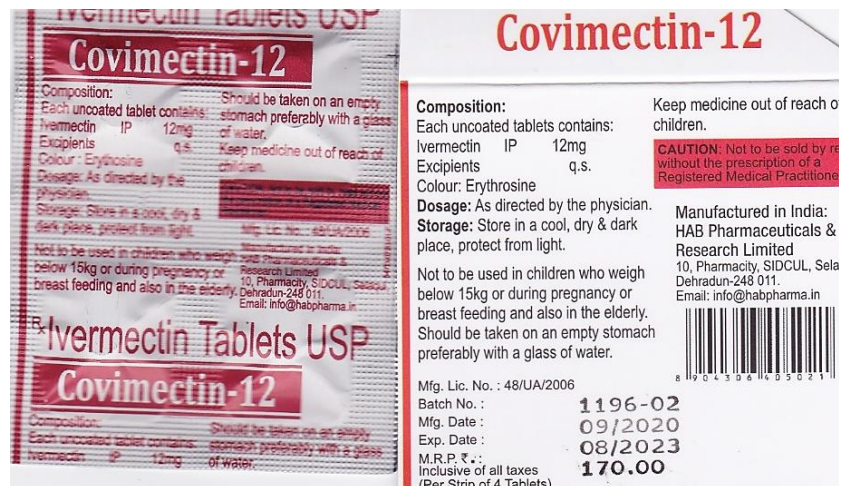 Ivermectin Tablets USP
Covimectin-12
Composition:
Each uncoated tablet contains:
Ivermectin IP 12mg
Excipients q.s.
Colour : Erythosine
Dosage: As directed by the
physician.
Storage: Store in a cool, dry &
dark place, protect from light.
Not to be used in children who weigh
below 15kg or during pregnancy or
breast feeding and also in the elderly.
Should be taken on an empty
stomach preferably with a glass
of water.
Keep medicine out of reach of
children.
Mfg. Lic. No. : 48/UA/2006
Manufactured in India:
HAB Pharmaceuticals &
Research Limited
10, Pharmacity, SIDCUL, Selaqui,
Dehradun-248 011.
Email: info@habpharma.in
Rx Ivermectin Tablets USP
Covimectin-12
Composition:
Each uncoated tablet contains:
Ivermectin IP 12mg
Should be taken on an empty
stomach preferably with a glass
of water.
Covimectin-12
Composition:
Each uncoated tablets contains:
Ivermectin IP 12mg
Excipients q.s.
Colour: Erythrosine
Dosage: As directed by the physician.
Storage: Store in a cool, dry & dark
place, protect from light.
Not to be used in children who weigh
below 15kg or during pregnancy or
breast feeding and also in the elderly.
Should be taken on an empty stomach
preferably with a glass of water.
Mfg. Lic. No. : 48/UA/2006
Batch No. : 1196-02
Mfg. Date : 09/2020
Exp. Date : 08/2023
M.R.P. ₹.: 170.00
Inclusive of all taxes
(Per Strip of 4 Tablets)
Keep medicine out of reach o
children.
CAUTION: Not to be sold by re
without the prescription of a
Registered Medical Practitione
Manufactured in India:
HAB Pharmaceuticals &
Research Limited
10, Pharmacity, SIDCUL, Sela
Dehradun-248 011.
Email: info@habpharma.in
8 904306 405021